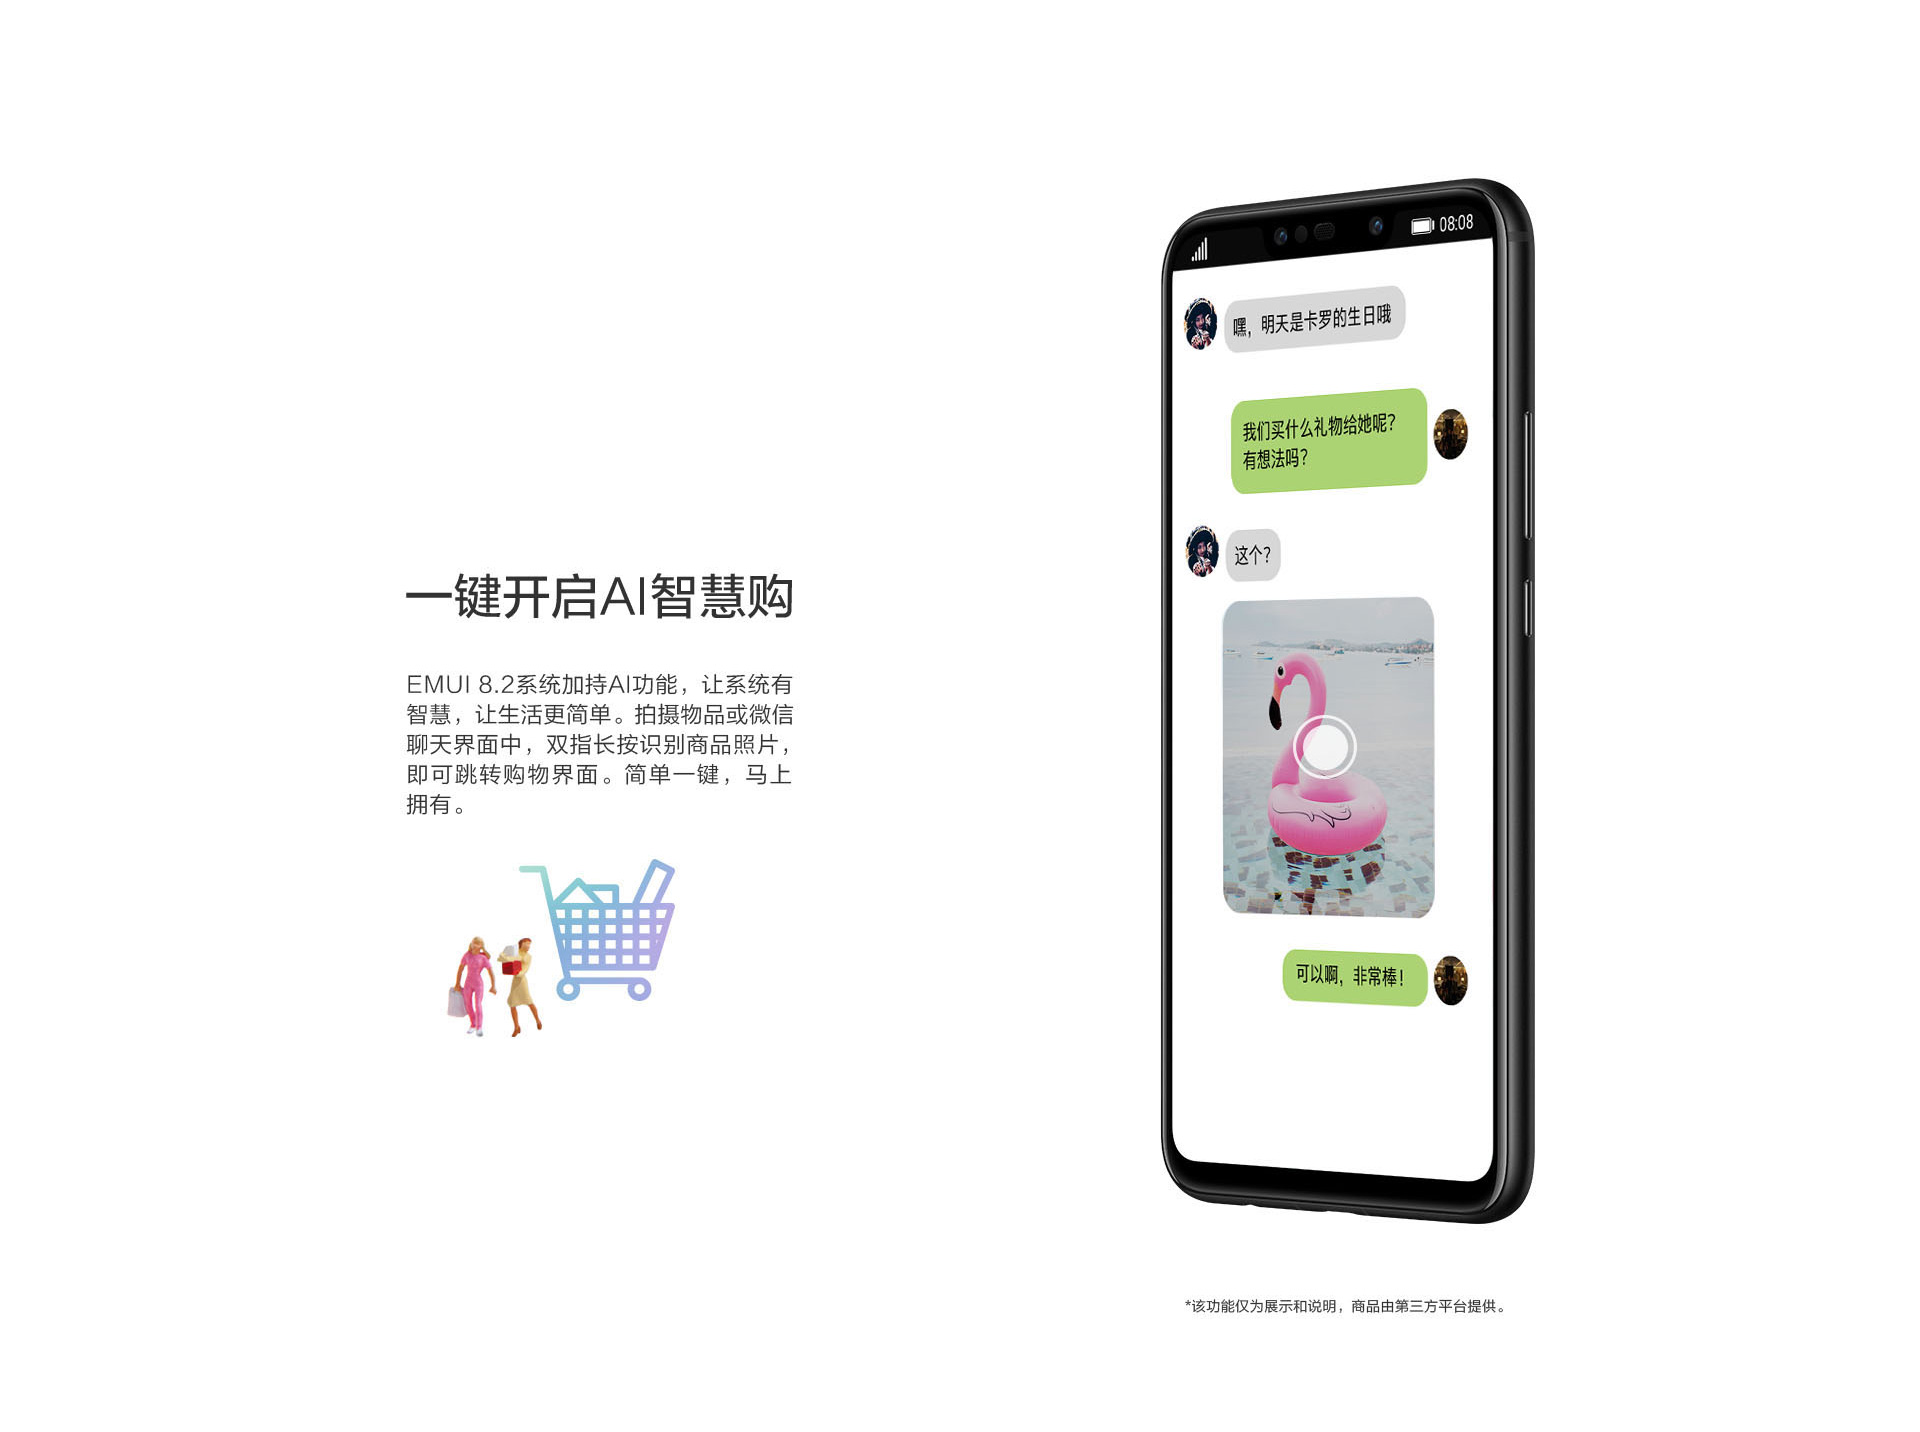 一键开启AI智慧购
EMUI 8.2系统加持AI功能，让系统有
智慧，让生活更简单。拍摄物品或微信
聊天界面中，双指长按识别商品照片，
即可跳转购物界面。简单一键，马上
拥有。
08:08
嘿，明天是卡罗的生日哦
我们买什么礼物给她呢？
有想法吗？
这个？
可以啊，非常棒！
*该功能仅为展示和说明，商品由第三方平台提供。